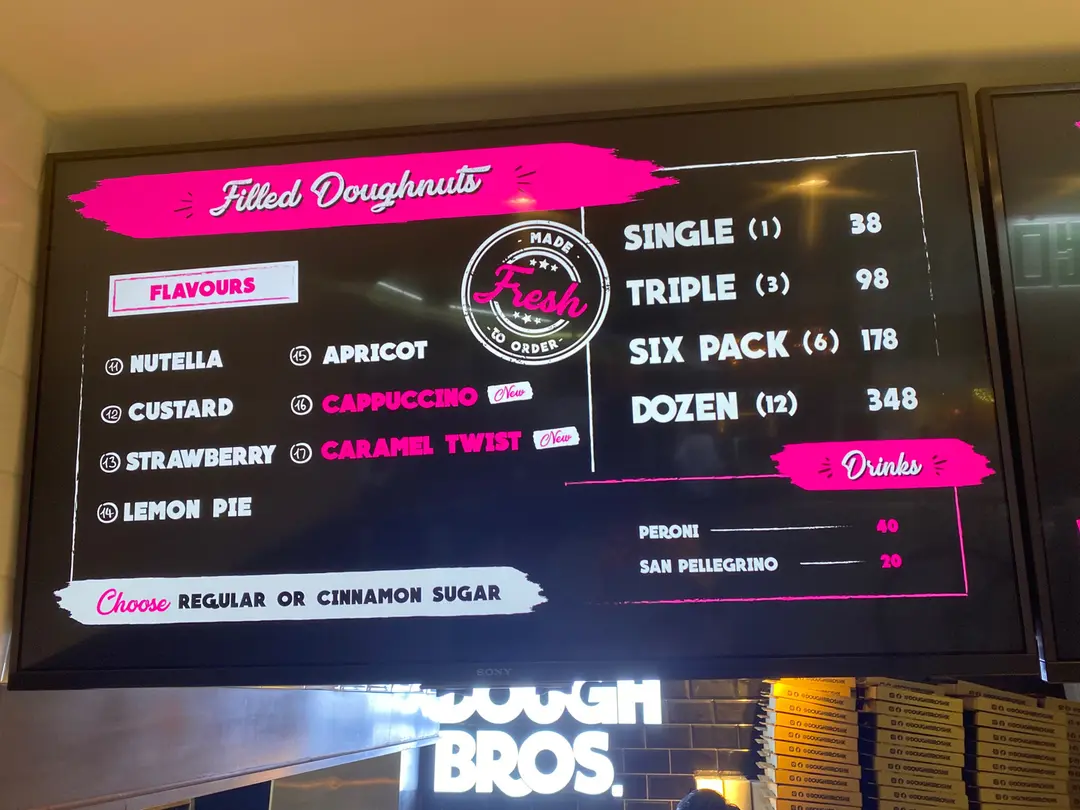 Filled Doughnuts
MADE
Fresh
TO ORDER
FLAVOURS
11 NUTELLA
12 CUSTARD
13 STRAWBERRY
14 LEMON PIE
15 APRICOT
16 CAPPUCCINO New
17 CARAMEL TWIST New
Choose REGULAR OR CINNAMON SUGAR
SINGLE (1) 38
TRIPLE (3) 98
SIX PACK (6) 178
DOZEN (12) 348
Drinks
PERONI 40
SAN PELLEGRINO 20
SONY
DOUGH
BROS.